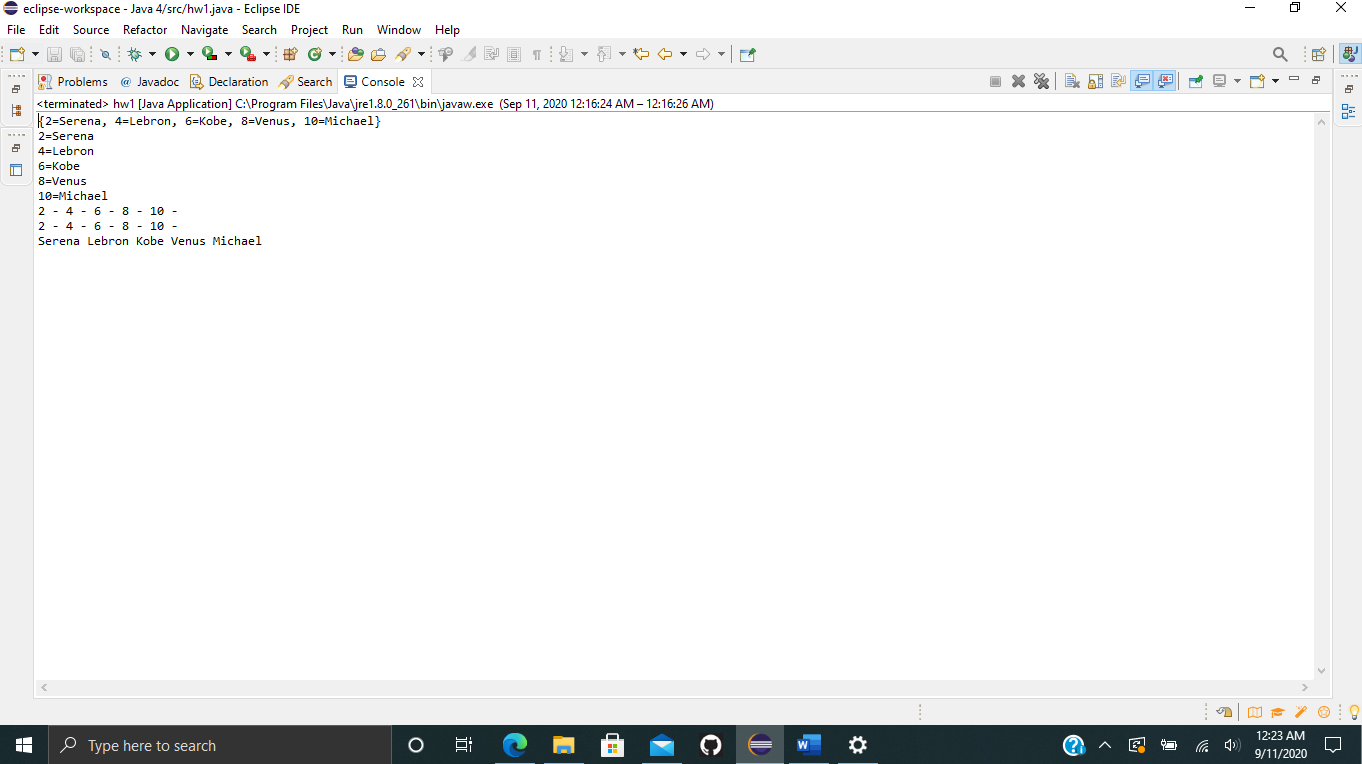 eclipse-workspace - Java 4/src/hw1.java - Eclipse IDE
File Edit Source Refactor Navigate Search Project Run Window Help
Problems @ Javadoc Declaration Search Console
<terminated> hw1 [Java Application] C:\Program Files\Java\jre1.8.0_261\bin\javaw.exe (Sep 11, 2020 12:16:24 AM – 12:16:26 AM)
{2=Serena, 4=Lebron, 6=Kobe, 8=Venus, 10=Michael}
2=Serena
4=Lebron
6=Kobe
8=Venus
10=Michael
2 - 4 - 6 - 8 - 10 -
2 - 4 - 6 - 8 - 10 -
Serena Lebron Kobe Venus Michael
Type here to search
12:23 AM
9/11/2020